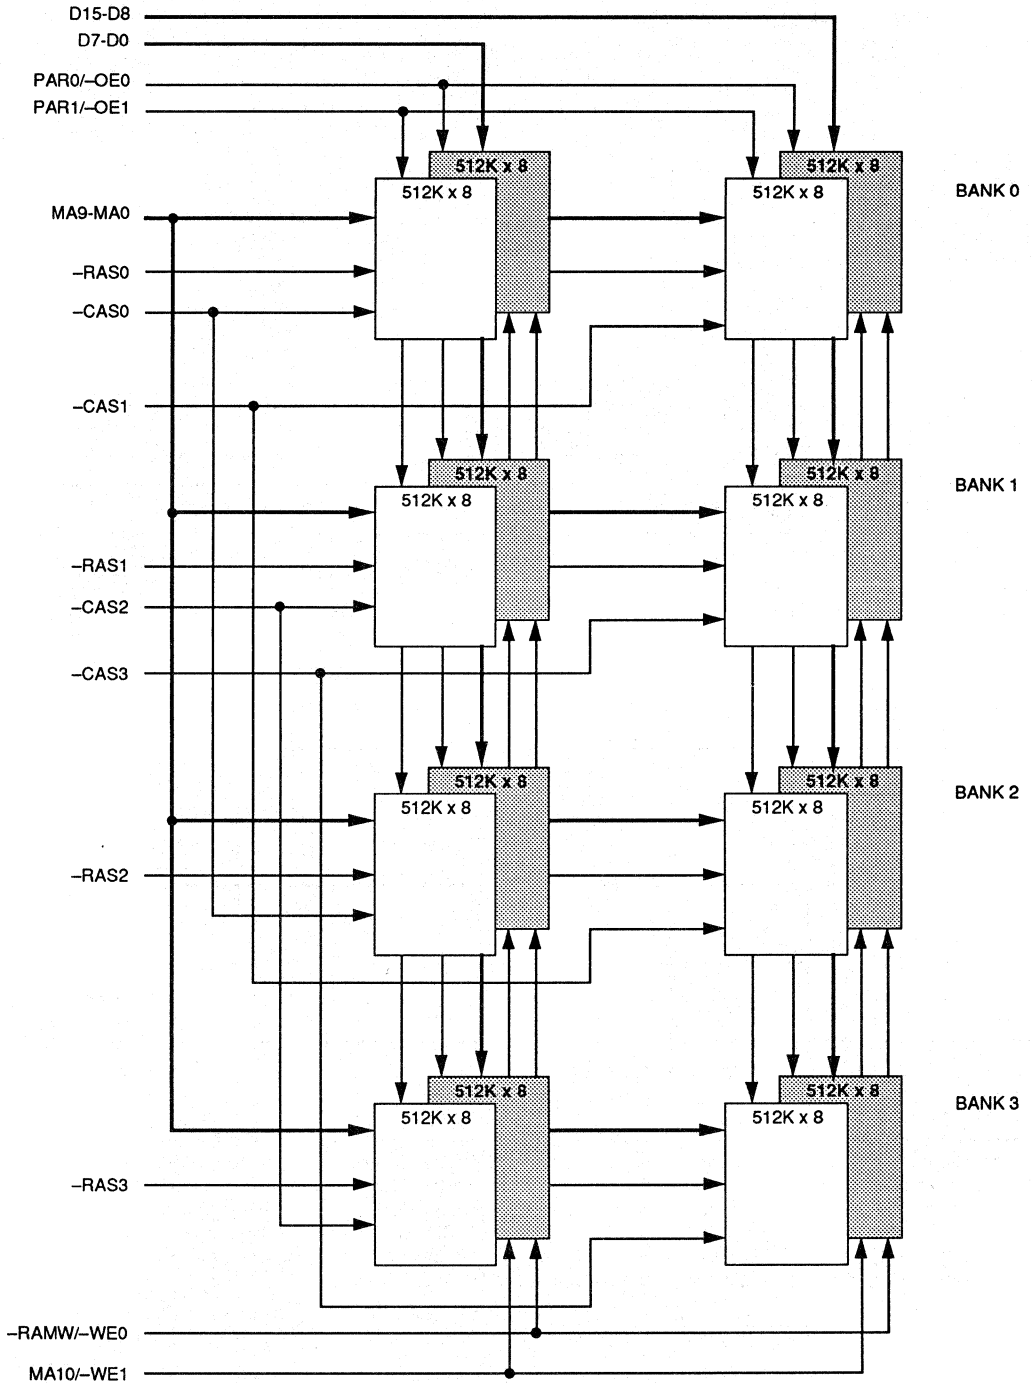 D15-D8
D7-D0
PAR0/–OE0
PAR1/–OE1
512K x 8
512K x 8
512K x 8
512K x 8
BANK 0
MA9-MA0
–RAS0
–CAS0
–CAS1
512K x 8
512K x 8
512K x 8
512K x 8
BANK 1
–RAS1
–CAS2
–CAS3
512K x 8
512K x 8
512K x 8
512K x 8
BANK 2
–RAS2
512K x 8
512K x 8
512K x 8
512K x 8
BANK 3
–RAS3
–RAMW/–WE0
MA10/–WE1